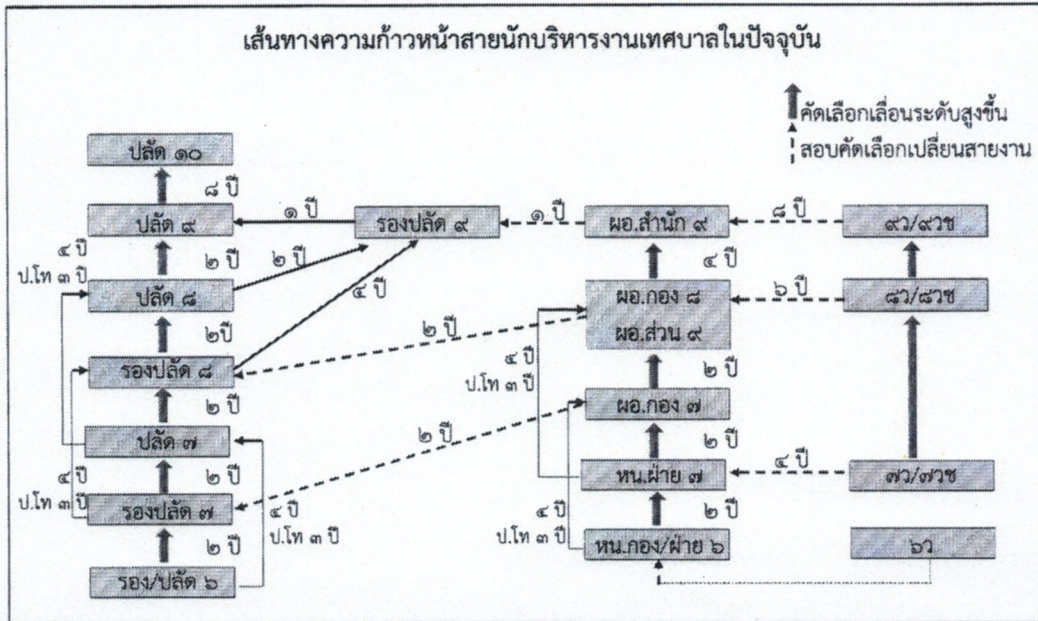 เส้นทางความก้าวหน้าสายนักบริหารงานเทศบาลในปัจจุบัน
คัดเลือกเลื่อนระดับสูงขึ้น
สอบคัดเลือกเปลี่ยนสายงาน
ปลัด ๑๐
๘ ปี
ปลัด ๙
๑ ปี
รองปลัด ๙
๑ ปี
ผอ.สำนัก ๙
๘ ปี
๙ว/๙วช
๔ ปี
ป.โท ๓ ปี
๒ ปี
๒ ปี
๔ ปี
๔ ปี
ปลัด ๘
ผอ.กอง ๘
ผอ.ส่วน ๙
๖ ปี
๘ว/๘วช
๒ปี
๒ ปี
รองปลัด ๘
๔ ปี
ป.โท ๓ ปี
๒ ปี
๒ ปี
ผอ.กอง ๗
ปลัด ๗
๒ ปี
๒ ปี
๔ ปี
ป.โท ๓ ปี
๒ ปี
หน.ฝ่าย ๗
๔ ปี
๗ว/๗วช
รองปลัด ๗
๔ ปี
ป.โท ๓ ปี
๔ ปี
ป.โท ๓ ปี
๒ ปี
๒ ปี
หน.กอง/ฝ่าย ๖
๖ว
รอง/ปลัด ๖